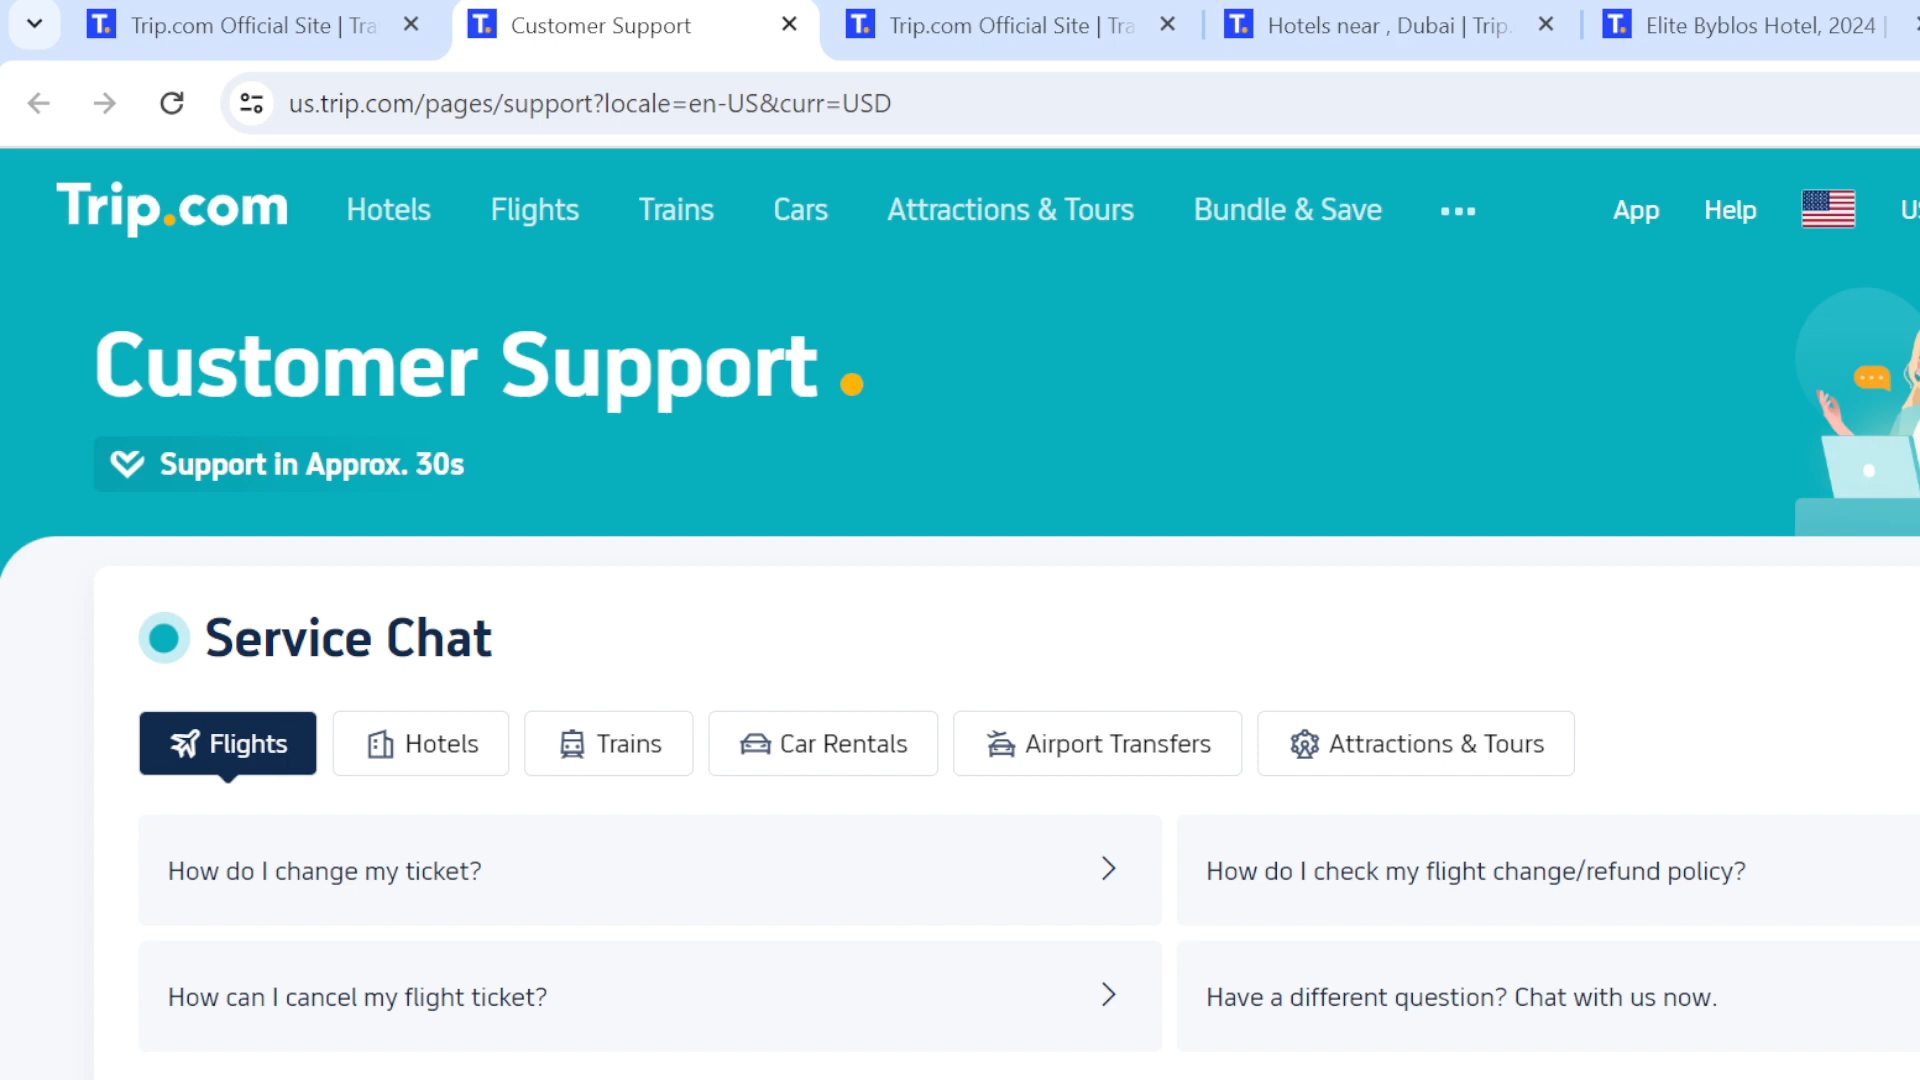 Trip.com Official Site | Tra
Customer Support
Trip.com Official Site | Tra
Hotels near , Dubai | Trip.
Elite Byblos Hotel, 2024 |
us.trip.com/pages/support?locale=en-US&curr=USD
Trip.com
Hotels
Flights
Trains
Cars
Attractions & Tours
Bundle & Save
App
Help
US
Customer Support .
Support in Approx. 30s
Service Chat
Flights
Hotels
Trains
Car Rentals
Airport Transfers
Attractions & Tours
How do I change my ticket?
How do I check my flight change/refund policy?
How can I cancel my flight ticket?
Have a different question? Chat with us now.